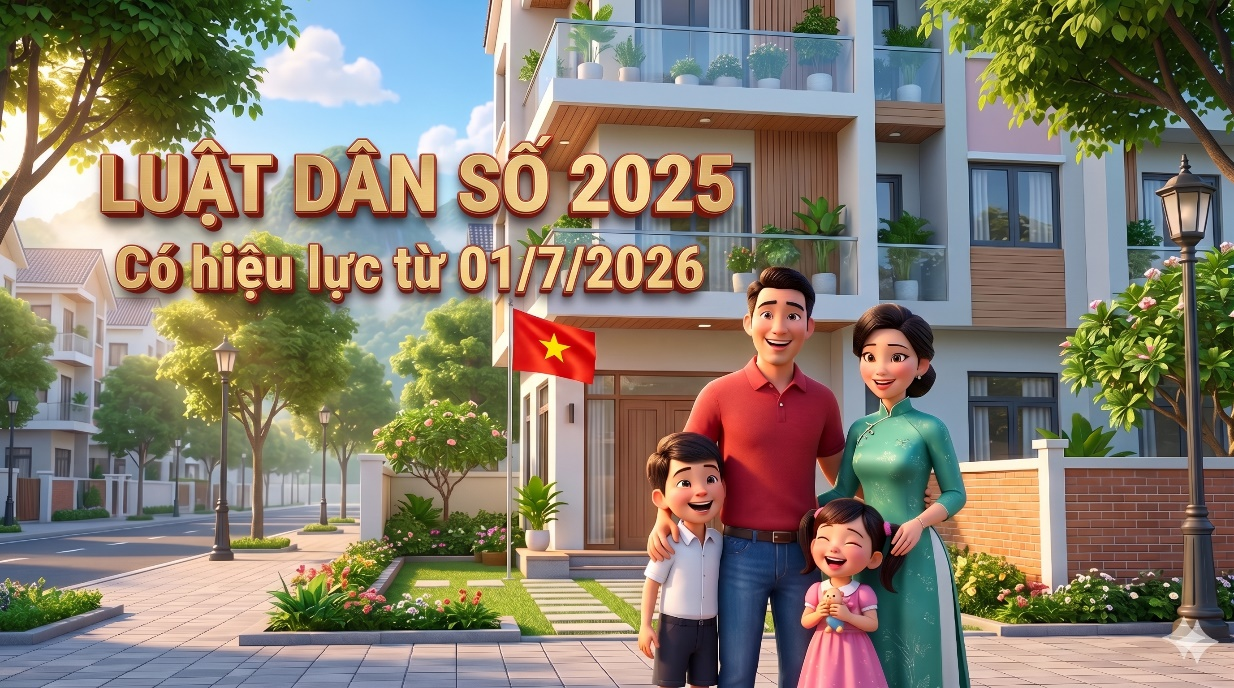 LUẬT DÂN SỐ 2025
Có hiệu lực từ 01/7/2026